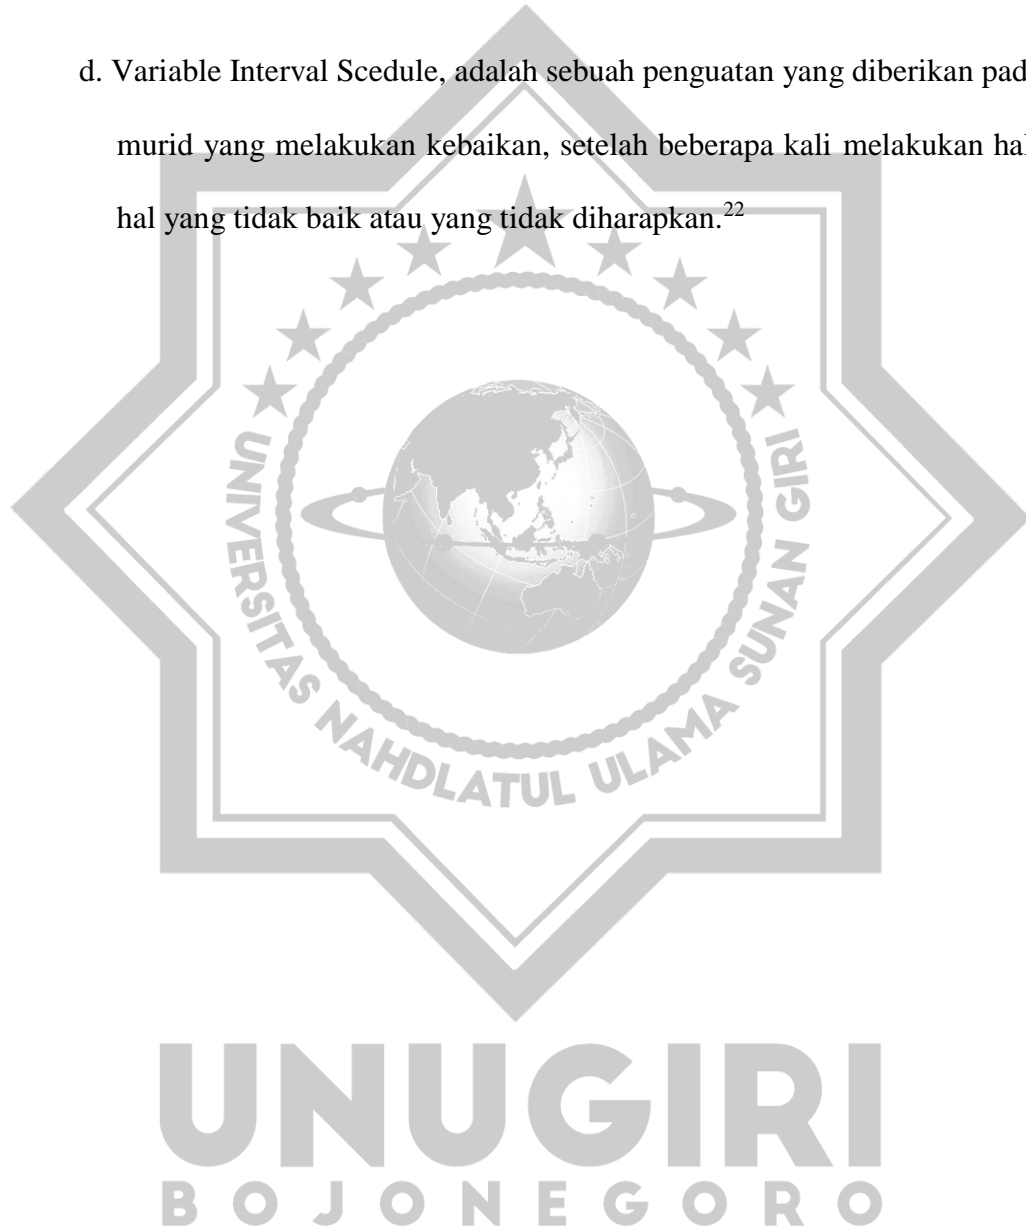 d. Variable Interval Scedule, adalah sebuah penguatan yang diberikan pad
murid yang melakukan kebaikan, setelah beberapa kali melakukan hal
hal yang tidak baik atau yang tidak diharapkan.22
UNIVERSITAS NAHDLATUL ULAMA SUNAN GIRI
UNUGIRI
BOJONEGORO